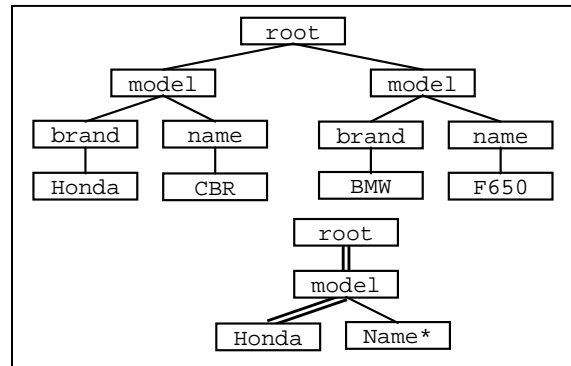 root
model model
brand name brand name
Honda CBR BMW F650
root
model
Honda Name*